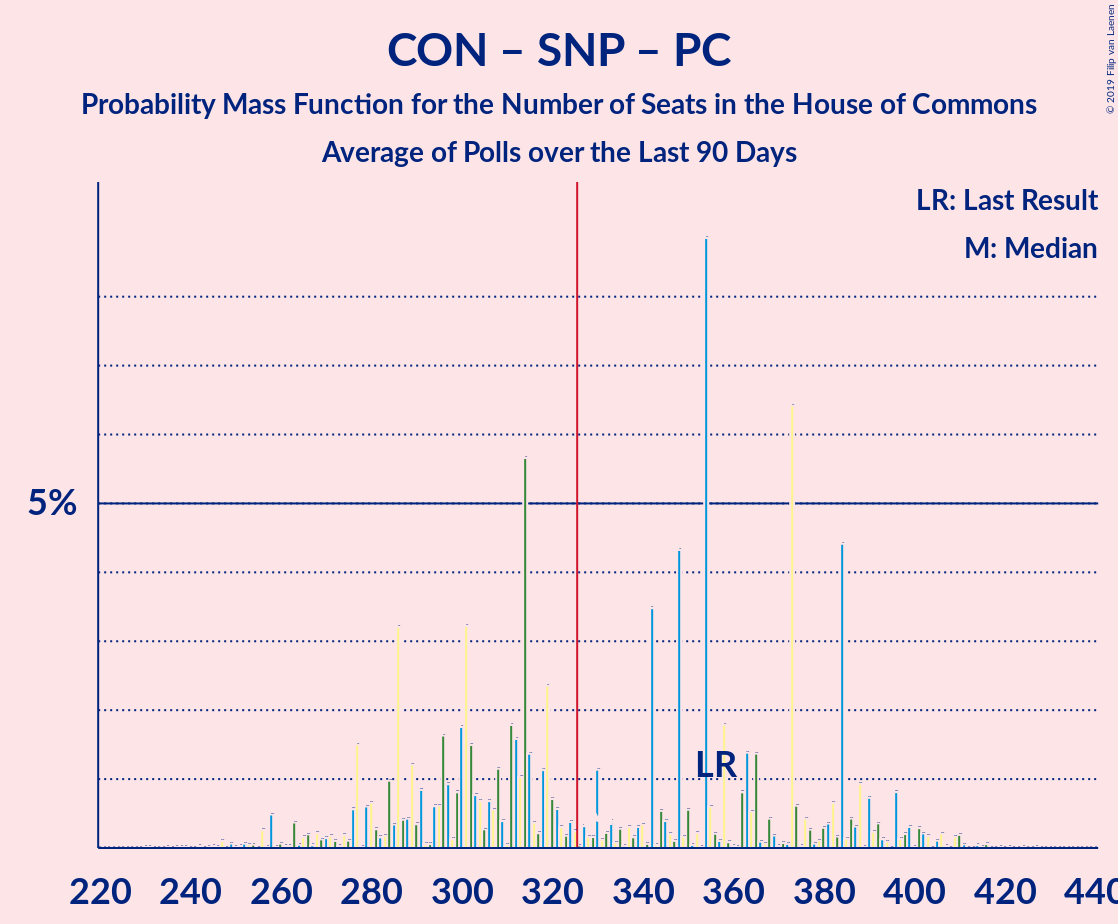 CON – SNP – PC
Probability Mass Function for the Number of Seats in the House of Commons
Average of Polls over the Last 90 Days
© 2019 Filip van Laenen
LR: Last Result
M: Median
5%
LR
220 240 260 280 300 320 340 360 380 400 420 440